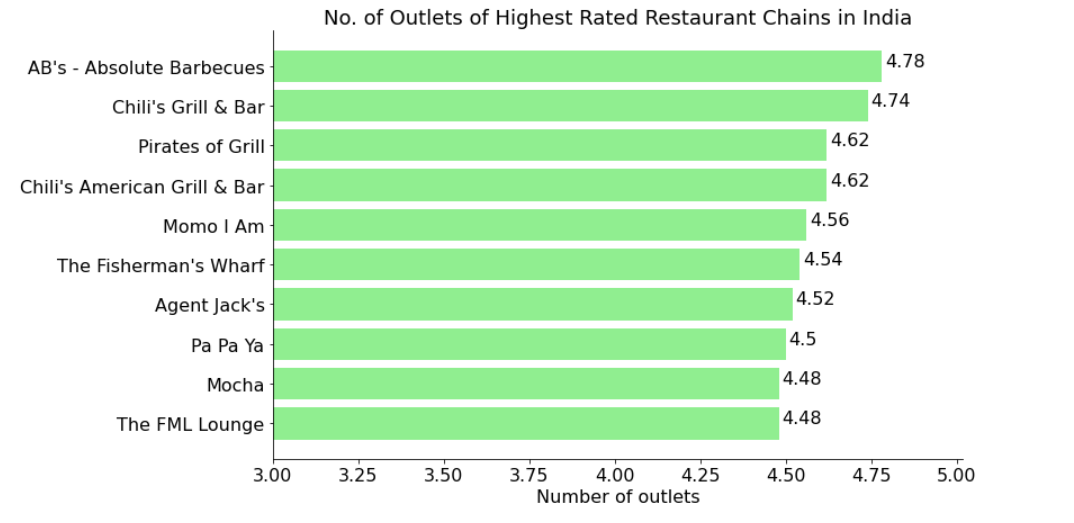 No. of Outlets of Highest Rated Restaurant Chains in India
AB's - Absolute Barbecues 4.78
Chili's Grill & Bar 4.74
Pirates of Grill 4.62
Chili's American Grill & Bar 4.62
Momo I Am 4.56
The Fisherman's Wharf 4.54
Agent Jack's 4.52
Pa Pa Ya 4.5
Mocha 4.48
The FML Lounge 4.48
3.00 3.25 3.50 3.75 4.00 4.25 4.50 4.75 5.00
Number of outlets